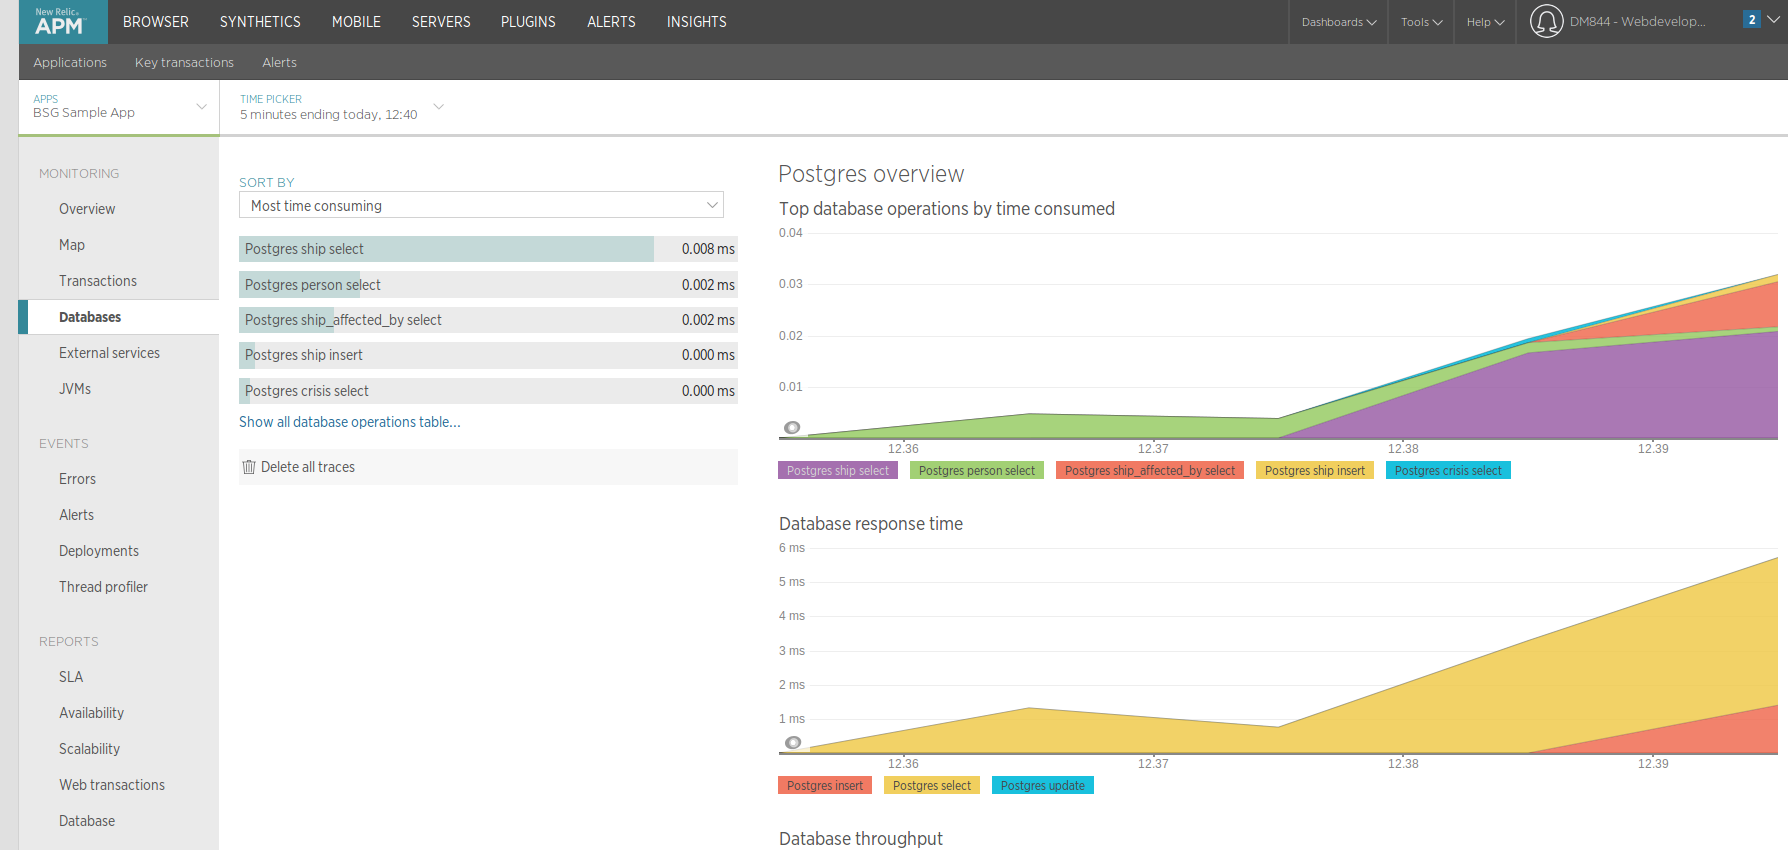 New Relic. BROWSER SYNTHETICS MOBILE SERVERS PLUGINS ALERTS INSIGHTS Dashboards Tools Help DM844 - Webdevelop... 2
APM™
Applications Key transactions Alerts
APPS
BSG Sample App
TIME PICKER
5 minutes ending today, 12:40
MONITORING
Overview
Map
Transactions
Databases
External services
JVMs
EVENTS
Errors
Alerts
Deployments
Thread profiler
REPORTS
SLA
Availability
Scalability
Web transactions
Database
SORT BY
Most time consuming
Postgres ship select 0.008 ms
Postgres person select 0.002 ms
Postgres ship_affected_by select 0.002 ms
Postgres ship insert 0.000 ms
Postgres crisis select 0.000 ms
Show all database operations table...
Delete all traces
Postgres overview
Top database operations by time consumed
0.04
0.03
0.02
0.01
12.36 12.37 12.38 12.39
Postgres ship select Postgres person select Postgres ship_affected_by select Postgres ship insert Postgres crisis select
Database response time
6 ms
5 ms
4 ms
3 ms
2 ms
1 ms
12.36 12.37 12.38 12.39
Postgres insert Postgres select Postgres update
Database throughput